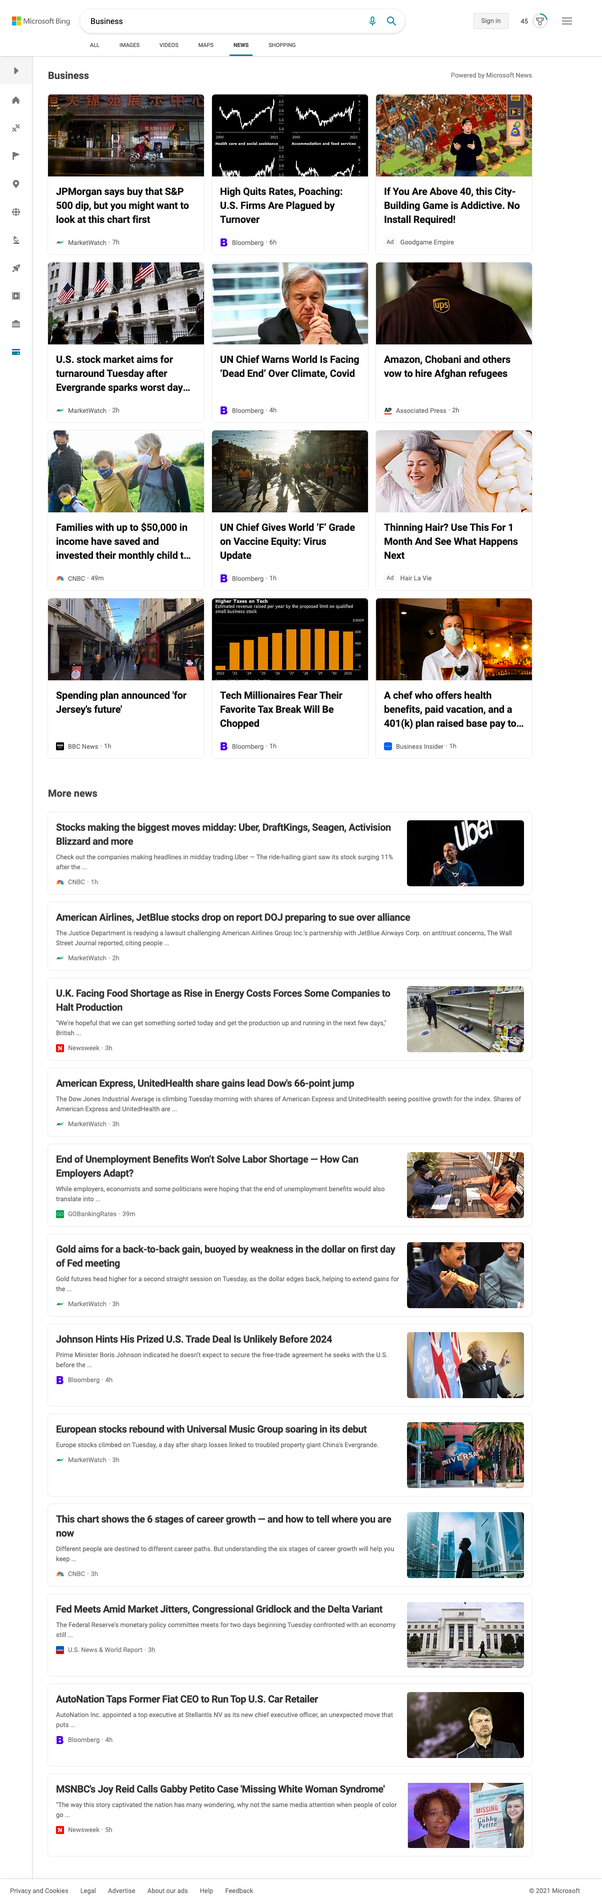 Microsoft Bing
Business
Sign in
45
ALL IMAGES VIDEOS MAPS NEWS SHOPPING
Business
Powered by Microsoft News
JPMorgan says buy that S&P
500 dip, but you might want to
look at this chart first
MarketWatch · 7h
Health care and social assistance
Accommodation and food services
High Quits Rates, Poaching:
U.S. Firms Are Plagued by
Turnover
Bloomberg · 6h
If You Are Above 40, this City-
Building Game is Addictive. No
Install Required!
Ad Goodgame Empire
U.S. stock market aims for
turnaround Tuesday after
Evergrande sparks worst day...
MarketWatch · 2h
UN Chief Warns World Is Facing
‘Dead End’ Over Climate, Covid
Bloomberg · 4h
ups
Amazon, Chobani and others
vow to hire Afghan refugees
AP Associated Press · 2h
Families with up to $50,000 in
income have saved and
invested their monthly child t...
CNBC · 49m
UN Chief Gives World ‘F’ Grade
on Vaccine Equity: Virus
Update
Bloomberg · 1h
Thinning Hair? Use This For 1
Month And See What Happens
Next
Ad Hair La Vie
Spending plan announced 'for
Jersey's future'
BBC News · 1h
Higher Taxes on Tech
Estimated revenue raised per year by the proposed limit on qualified
small business stock
Tech Millionaires Fear Their
Favorite Tax Break Will Be
Chopped
Bloomberg · 1h
A chef who offers health
benefits, paid vacation, and a
401(k) plan raised base pay to...
Business Insider · 1h
More news
Stocks making the biggest moves midday: Uber, DraftKings, Seagen, Activision
Blizzard and more
Check out the companies making headlines in midday trading.Uber — The ride-hailing giant saw its stock surging 11%
after the ...
CNBC · 1h
Uber
American Airlines, JetBlue stocks drop on report DOJ preparing to sue over alliance
The Justice Department is readying a lawsuit challenging American Airlines Group Inc.'s partnership with JetBlue Airways Corp. on antitrust concerns, The Wall
Street Journal reported, citing people ...
MarketWatch · 2h
U.K. Facing Food Shortage as Rise in Energy Costs Forces Some Companies to
Halt Production
"We're hopeful that we can get something sorted today and get the production up and running in the next few days,"
British ...
Newsweek · 3h
American Express, UnitedHealth share gains lead Dow's 66-point jump
The Dow Jones Industrial Average is climbing Tuesday morning with shares of American Express and UnitedHealth seeing positive growth for the index. Shares of
American Express and UnitedHealth are ...
MarketWatch · 3h
End of Unemployment Benefits Won’t Solve Labor Shortage — How Can
Employers Adapt?
While employers, economists and some politicians were hoping that the end of unemployment benefits would also
translate into ...
GOBankingRates · 39m
Gold aims for a back-to-back gain, buoyed by weakness in the dollar on first day
of Fed meeting
Gold futures head higher for a second straight session on Tuesday, as the dollar edges back, helping to extend gains for
the ...
MarketWatch · 3h
Johnson Hints His Prized U.S. Trade Deal Is Unlikely Before 2024
Prime Minister Boris Johnson indicated he doesn’t expect to secure the free-trade agreement he seeks with the U.S.
before the ...
Bloomberg · 4h
European stocks rebound with Universal Music Group soaring in its debut
Europe stocks climbed on Tuesday, a day after sharp losses linked to troubled property giant China's Evergrande.
MarketWatch · 3h
This chart shows the 6 stages of career growth — and how to tell where you are
now
Different people are destined to different career paths. But understanding the six stages of career growth will help you
keep ...
CNBC · 3h
Fed Meets Amid Market Jitters, Congressional Gridlock and the Delta Variant
The Federal Reserve's monetary policy committee meets for two days beginning Tuesday confronted with an economy
still ...
U.S. News & World Report · 3h
AutoNation Taps Former Fiat CEO to Run Top U.S. Car Retailer
AutoNation Inc. appointed a top executive at Stellantis NV as its new chief executive officer, an unexpected move that
puts ...
Bloomberg · 4h
MSNBC's Joy Reid Calls Gabby Petito Case 'Missing White Woman Syndrome'
"The way this story captivated the nation has many wondering, why not the same media attention when people of color
go ...
Newsweek · 5h
MISSING
Gabby
Petito
Privacy and Cookies Legal Advertise About our ads Help Feedback
© 2021 Microsoft